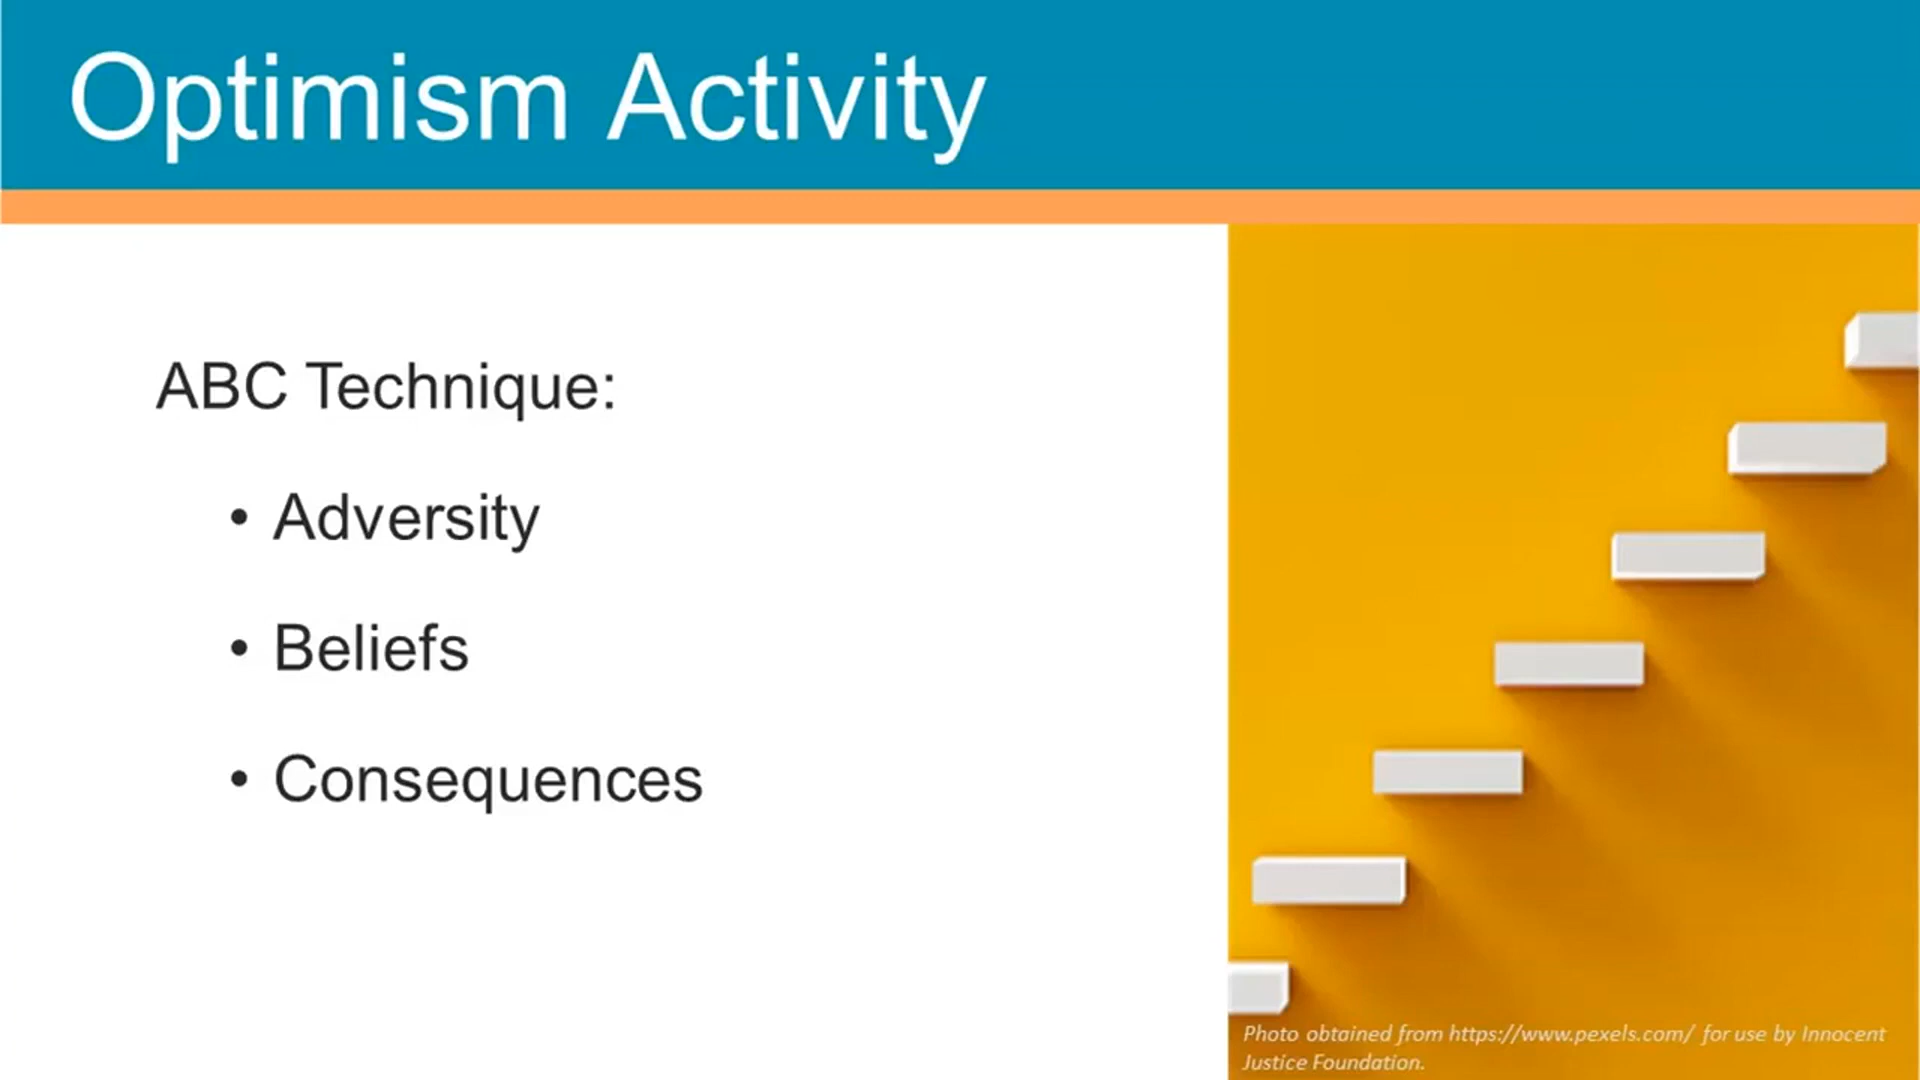 Optimism Activity
ABC Technique:
• Adversity
• Beliefs
• Consequences
Photo obtained from https://www.pexels.com/ for use by Innocent
Justice Foundation.